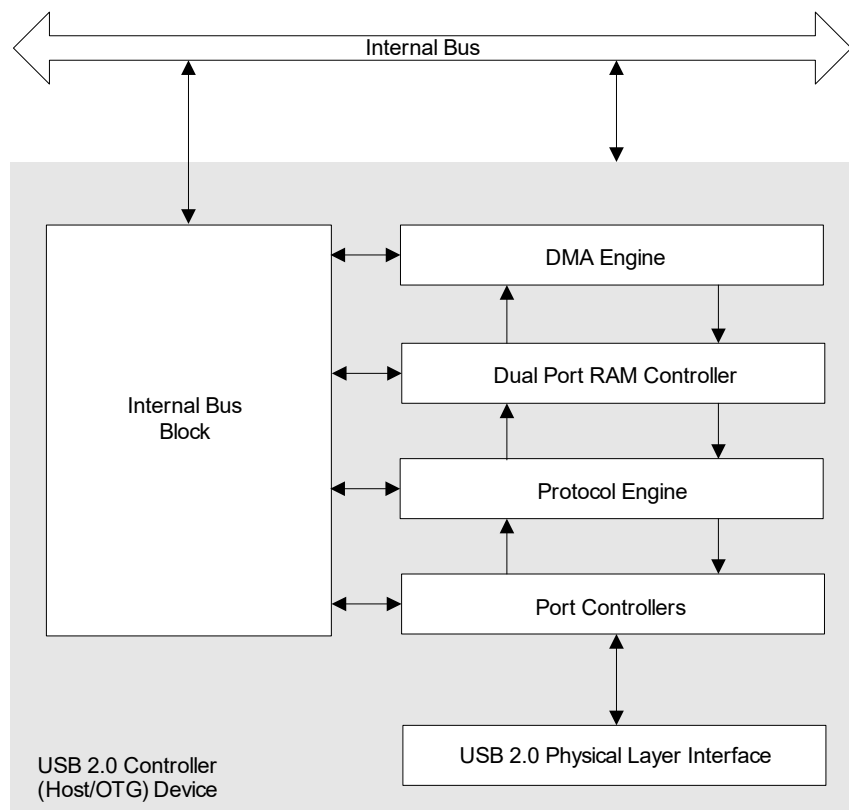 Internal Bus
DMA Engine
Dual Port RAM Controller
Internal Bus
Block
Protocol Engine
Port Controllers
USB 2.0 Physical Layer Interface
USB 2.0 Controller
(Host/OTG) Device